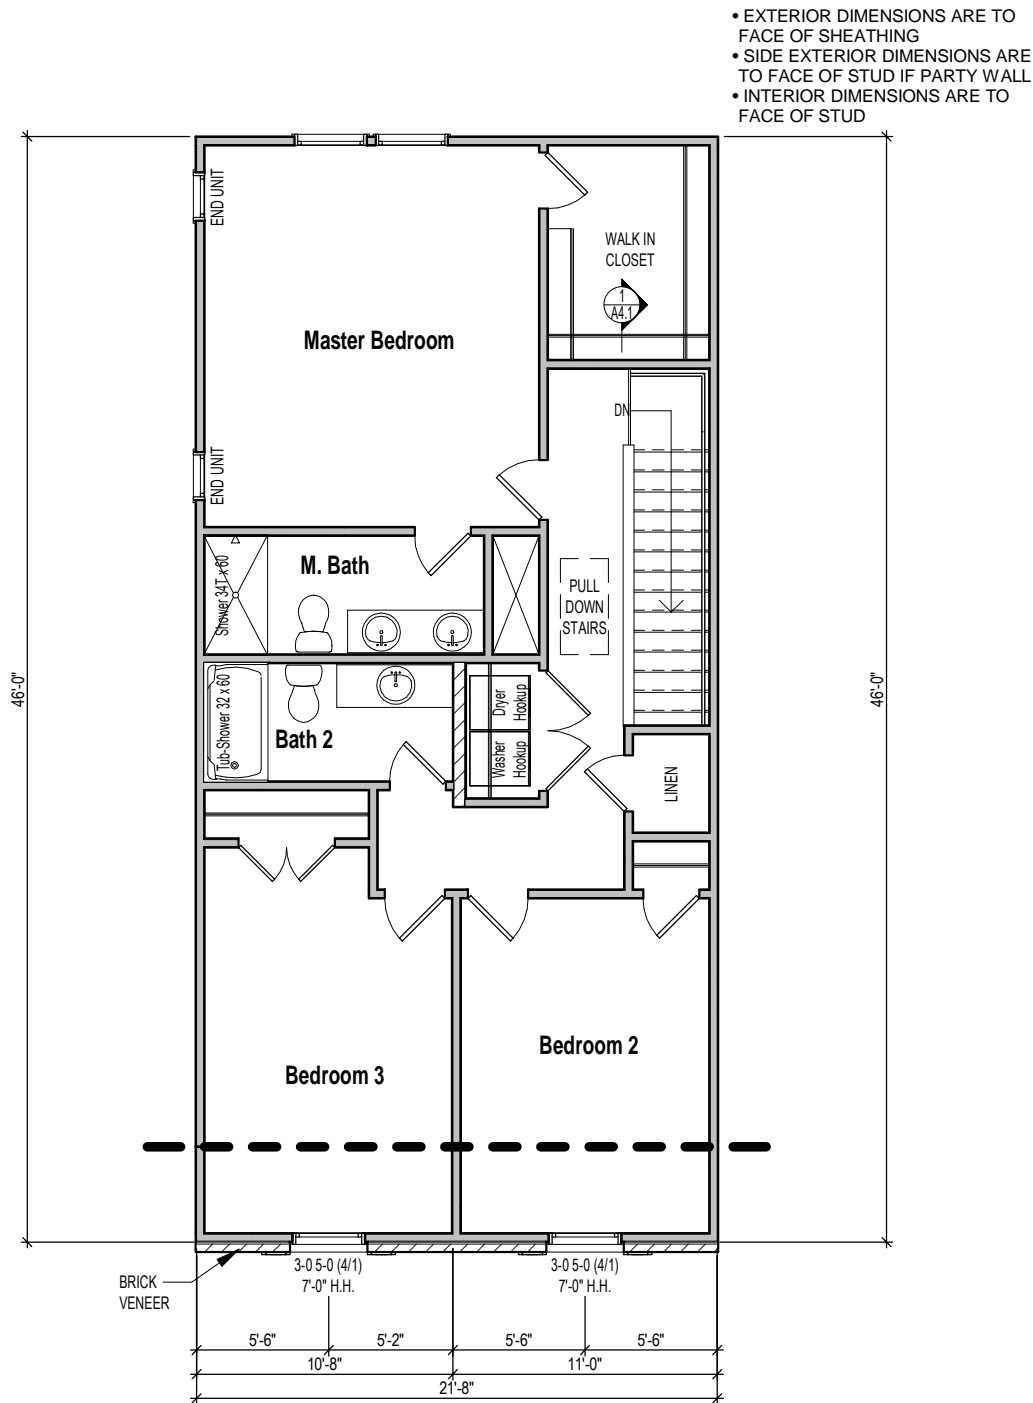 • EXTERIOR DIMENSIONS ARE TO
FACE OF SHEATHING
• SIDE EXTERIOR DIMENSIONS ARE
TO FACE OF STUD IF PARTY WALL
• INTERIOR DIMENSIONS ARE TO
FACE OF STUD
END UNIT
WALK IN
CLOSET
1
A4.1
Master Bedroom
DN
END UNIT
M. Bath
Shower 34T x 60
PULL
DOWN
STAIRS
46'-0"
46'-0"
Tub-Shower 32 x 60
Bath 2
Dryer
Hookup
Washer
Hookup
LINEN
Bedroom 2
Bedroom 3
BRICK
VENEER
3-0 5-0 (4/1)
7'-0" H.H.
3-0 5-0 (4/1)
7'-0" H.H.
5'-6"
5'-2"
5'-6"
5'-6"
10'-8"
11'-0"
21'-8"